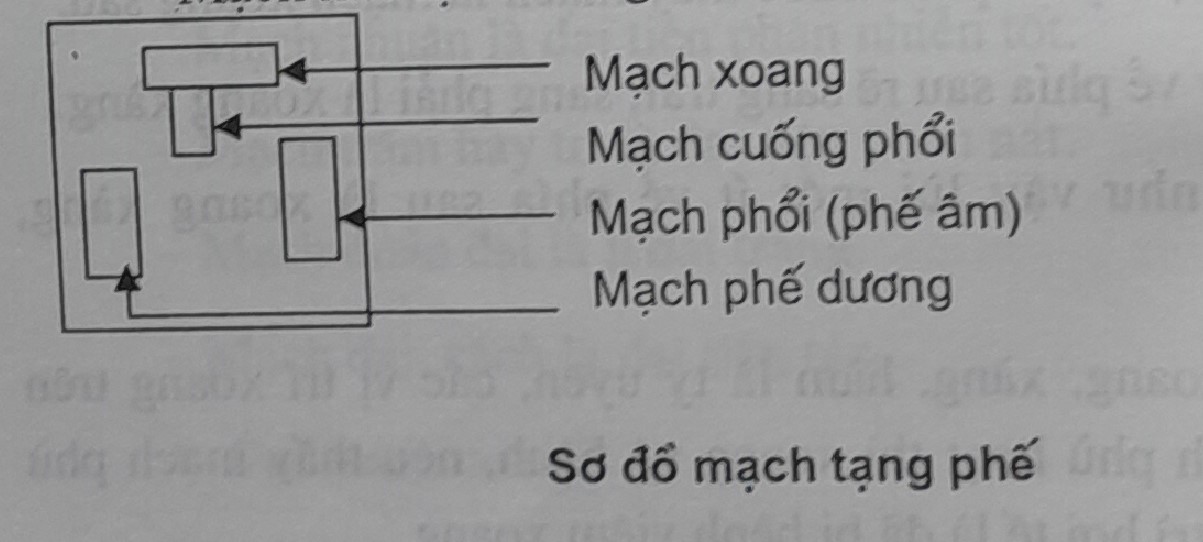 Mạch xoang
Mạch cuống phổi
Mạch phổi (phế âm)
Mạch phế dương
Sơ đồ mạch tạng phế